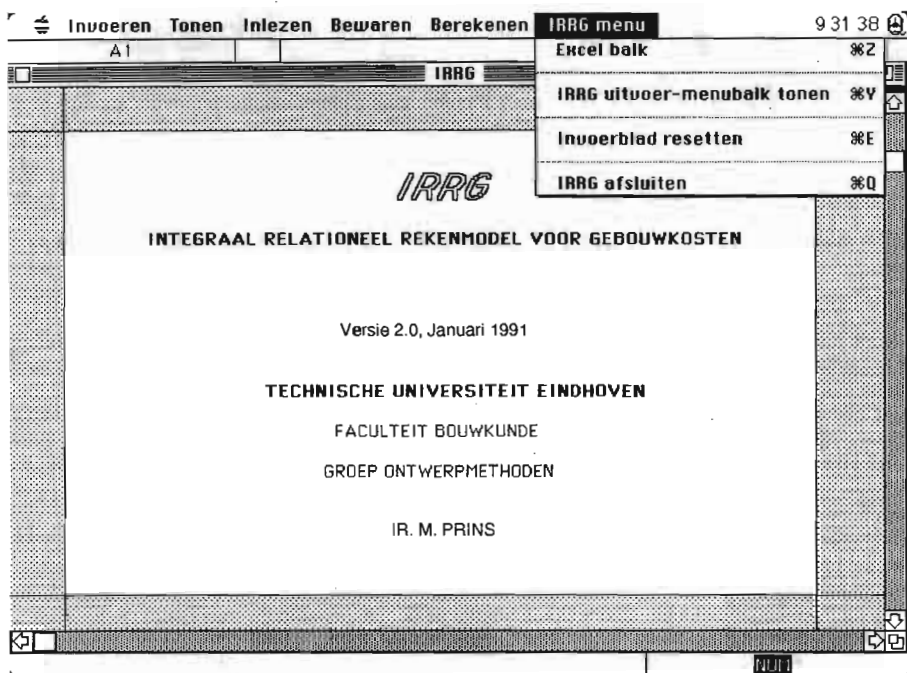 Invoeren Tonen Inlezen Bewaren Berekenen IRRG menu 9 31 38
A1
Excel balk ⌘Z
IRRG
IRRG uitvoer-menubalk tonen ⌘Y
Invoerblad resetten ⌘E
IRRG afsluiten ⌘Q
IRRG
INTEGRAAL RELATIONEEL REKENMODEL VOOR GEBOUWKOSTEN
Versie 2.0, Januari 1991
TECHNISCHE UNIVERSITEIT EINDHOVEN
FACULTEIT BOUWKUNDE
GROEP ONTWERPMETHODEN
IR. M. PRINS
NUM